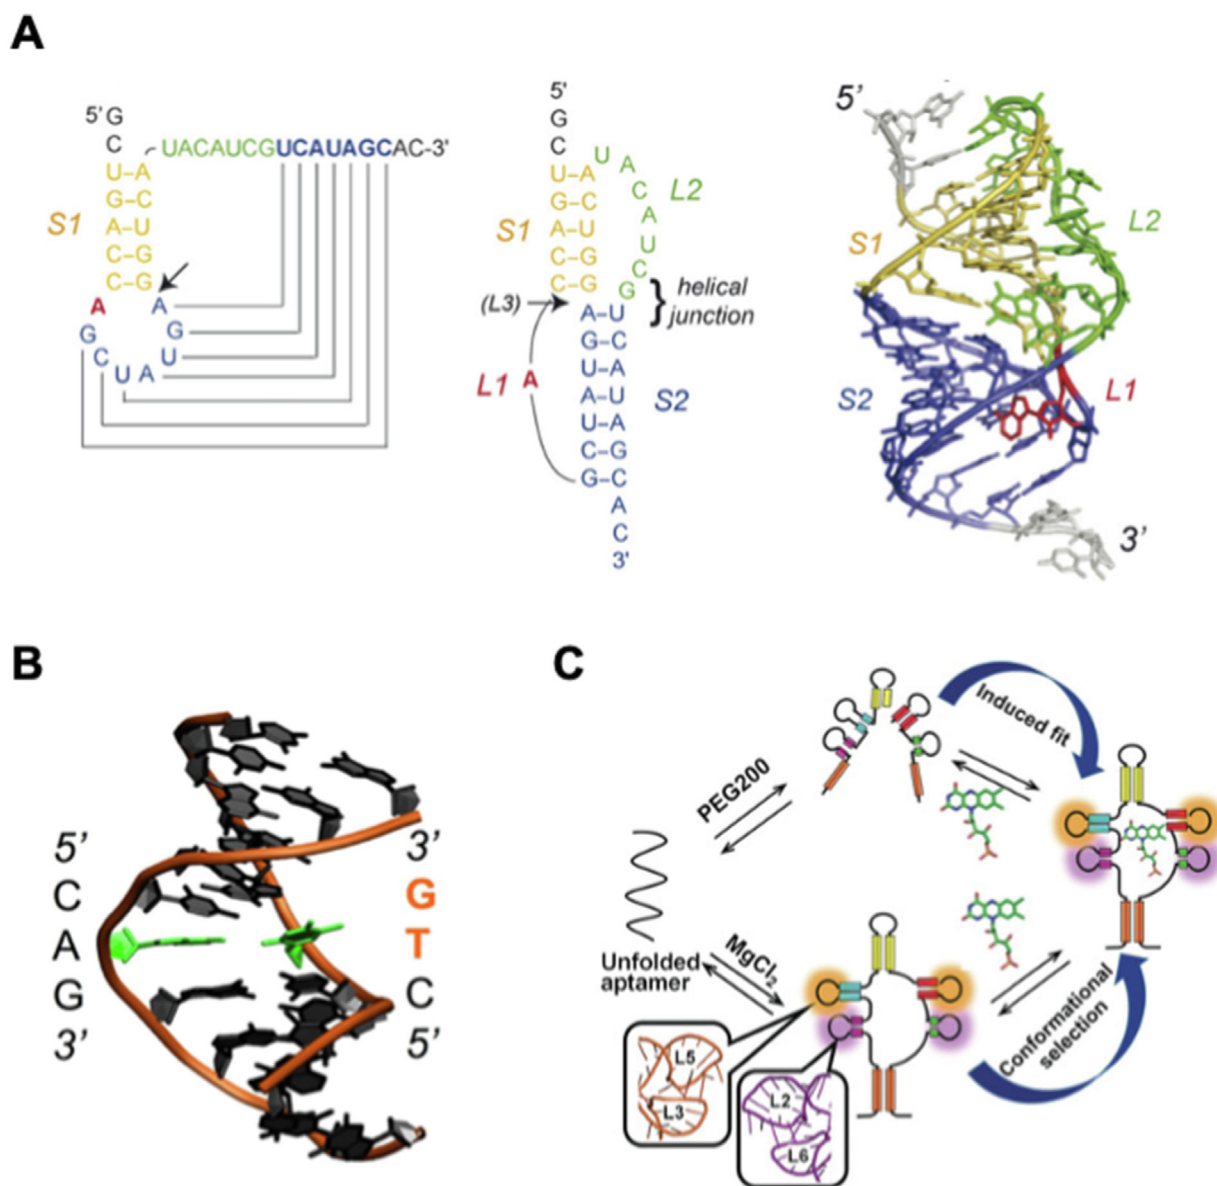 A
5' G
C
UACAUCGUCAUAGCAC-3'
U–A
G–C
S1
A–U
C–G
C–G
A
A
G
G
C
U
U A
5'
G
C
U–A
U
A
G–C
C
L2
S1
A–U
A
C–G
U
C–G
C
G
(L3)
helical
junction
A–U
G–C
U–A
L1
A
A–U
S2
U–A
C–G
G–C
A
C
3'
5'
L2
S1
S2
L1
3'
B
5'
3'
C
G
A
T
G
C
3'
5'
C
Induced fit
PEG200
Unfolded
aptamer
MgCl2
Conformational
selection
L5
L3
L2
L6